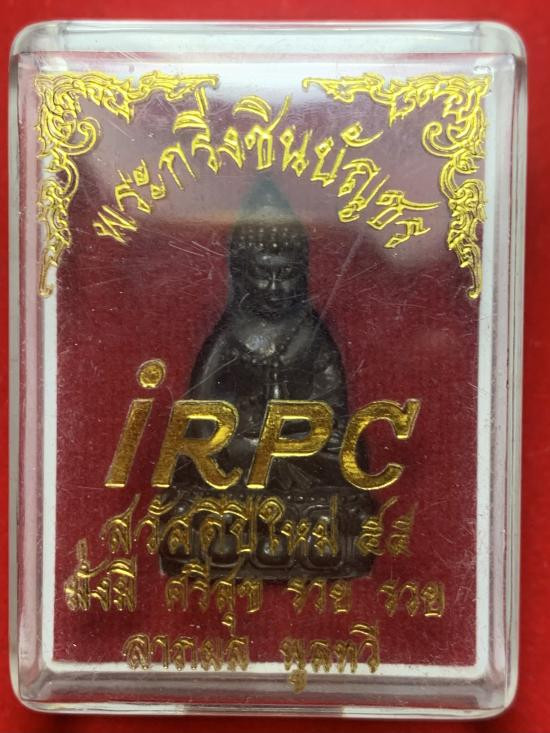 พระกริ่งชินบัญชร
iRPC
สวัสดีปีใหม่ ๕๕
มั่งมี ศรีสุข รวย รวย
ลาภผล พูลทวี